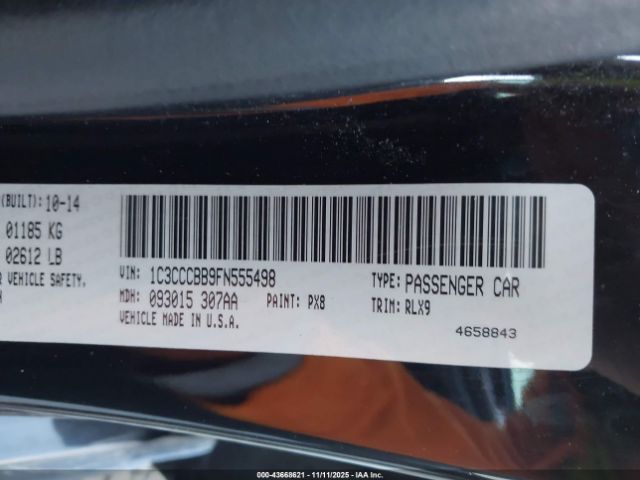 (BUILT): 10-14
01185 KG
02612 LB
VEHICLE SAFETY,
VIN: 1C3CCCBB9FN555498
TYPE: PASSENGER CAR
MDH: 093015 307AA
PAINT: PX8
TRIM: RLX9
VEHICLE MADE IN U.S.A.
4658843
000-43668621 - 11/11/2025 - IAA Inc.